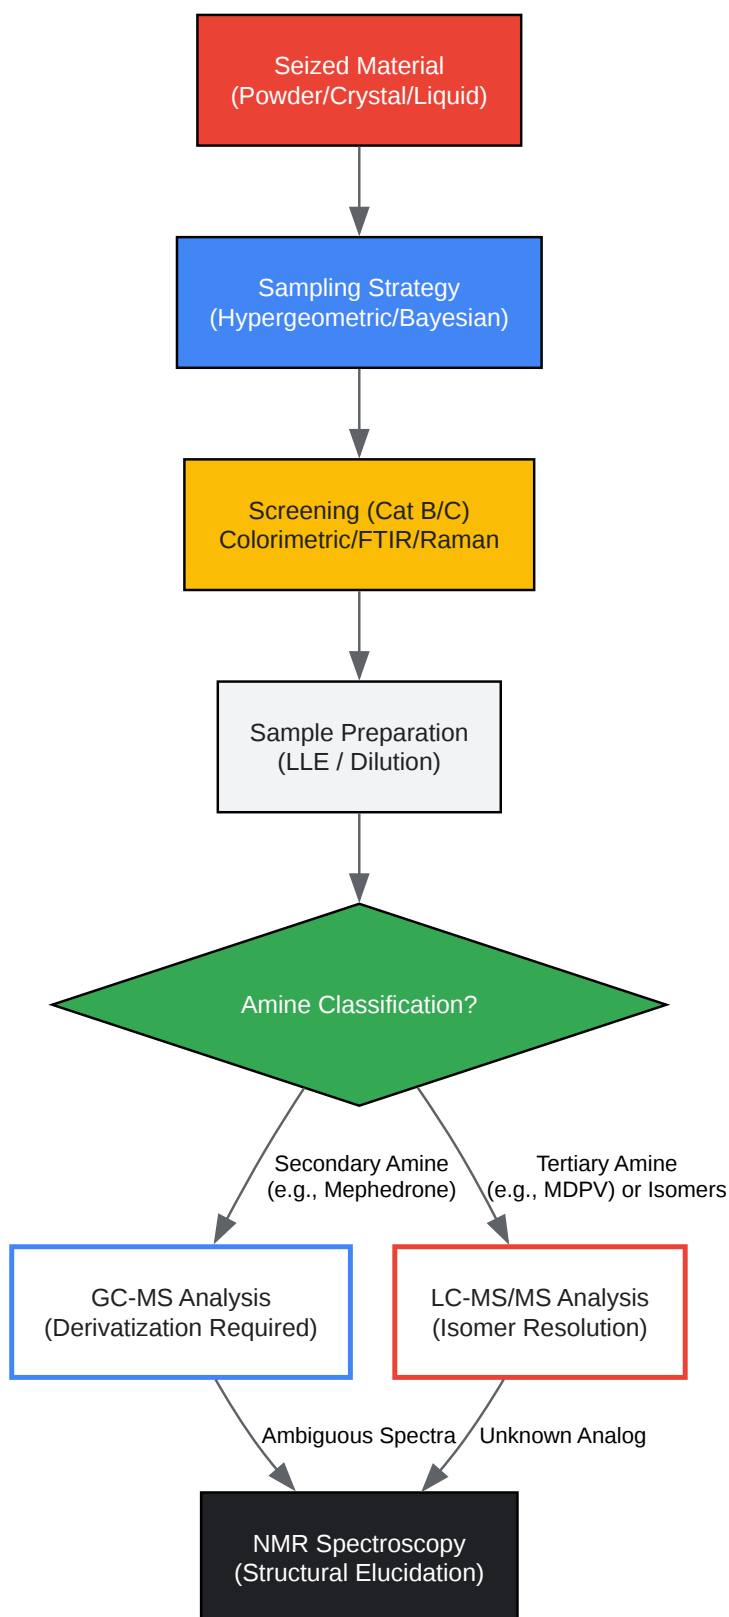 Seized Material
(Powder/Crystal/Liquid)
Sampling Strategy
(Hypergeometric/Bayesian)
Screening (Cat B/C)
Colorimetric/FTIR/Raman
Sample Preparation
(LLE / Dilution)
Amine Classification?
Secondary Amine
(e.g., Mephedrone)
Tertiary Amine
(e.g., MDPV) or Isomers
GC-MS Analysis
(Derivatization Required)
LC-MS/MS Analysis
(Isomer Resolution)
Ambiguous Spectra
Unknown Analog
NMR Spectroscopy
(Structural Elucidation)